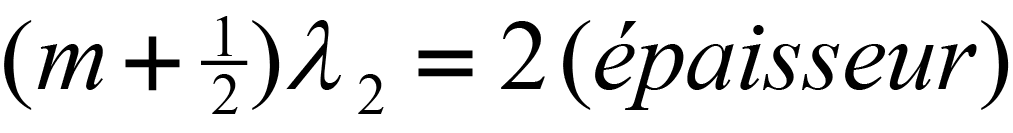 (m + 1/2)λ₂ = 2(épaisseur)